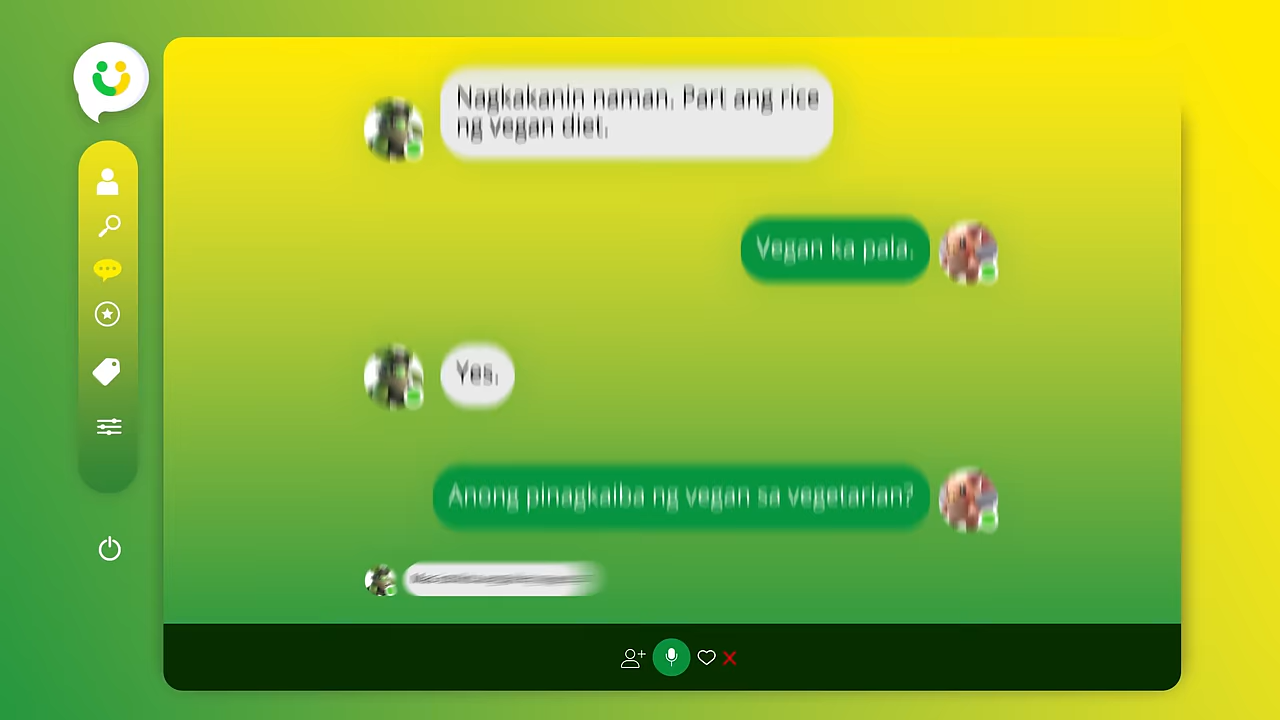 Nagkakanin naman. Part ang rice
ng vegan diet.
Vegan ka pala.
Yes.
Anong pinagkaiba ng vegan sa vegetarian?